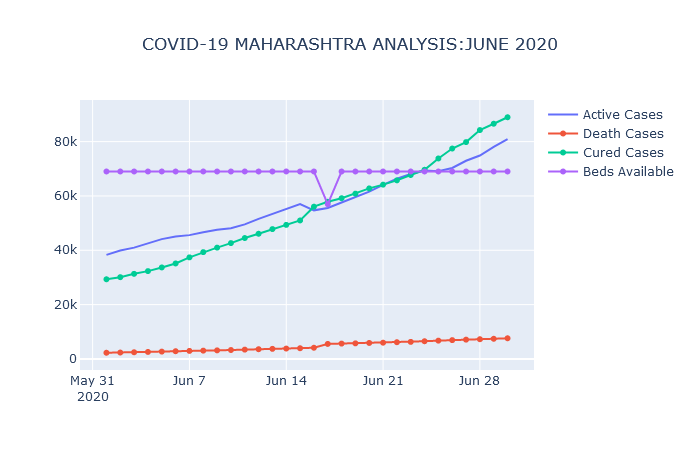 COVID-19 MAHARASHTRA ANALYSIS:JUNE 2020
Active Cases
Death Cases
Cured Cases
Beds Available
80k
60k
40k
20k
0
May 31
2020
Jun 7
Jun 14
Jun 21
Jun 28